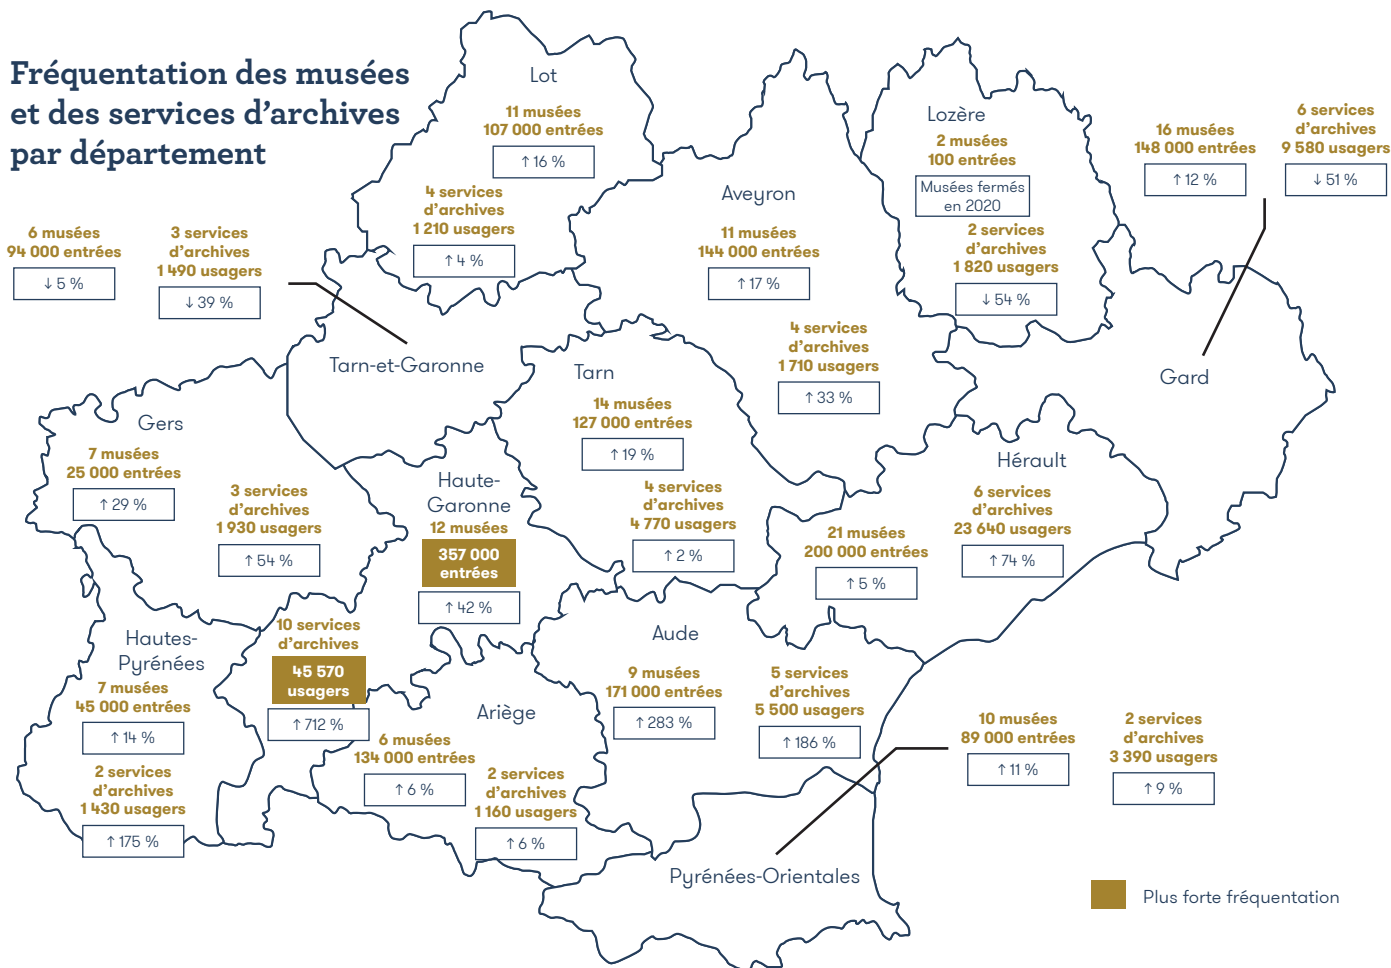 Fréquentation des musées
et des services d'archives
par département
Lot
11 musées
107 000 entrées
↑ 16 %
4 services
d'archives
1 210 usagers
↑ 4 %
Lozère
2 musées
100 entrées
Musées fermés
en 2020
2 services
d'archives
1 820 usagers
↓ 54 %
16 musées
148 000 entrées
↑ 12 %
6 services
d'archives
9 580 usagers
↓ 51 %
Gard
Aveyron
11 musées
144 000 entrées
↑ 17 %
4 services
d'archives
1 710 usagers
↑ 33 %
6 musées
94 000 entrées
↓ 5 %
3 services
d'archives
1 490 usagers
↓ 39 %
Tarn-et-Garonne
Tarn
14 musées
127 000 entrées
↑ 19 %
4 services
d'archives
4 770 usagers
↑ 2 %
Gers
7 musées
25 000 entrées
↑ 29 %
3 services
d'archives
1 930 usagers
↑ 54 %
Haute-
Garonne
12 musées
357 000
entrées
↑ 42 %
10 services
d'archives
45 570
usagers
↑ 712 %
Hérault
6 services
d'archives
23 640 usagers
↑ 74 %
21 musées
200 000 entrées
↑ 5 %
Hautes-
Pyrénées
7 musées
45 000 entrées
↑ 14 %
2 services
d'archives
1 430 usagers
↑ 175 %
Ariège
6 musées
134 000 entrées
↑ 6 %
2 services
d'archives
1 160 usagers
↑ 6 %
Aude
9 musées
171 000 entrées
↑ 283 %
5 services
d'archives
5 500 usagers
↑ 186 %
10 musées
89 000 entrées
↑ 11 %
2 services
d'archives
3 390 usagers
↑ 9 %
Pyrénées-Orientales
Plus forte fréquentation